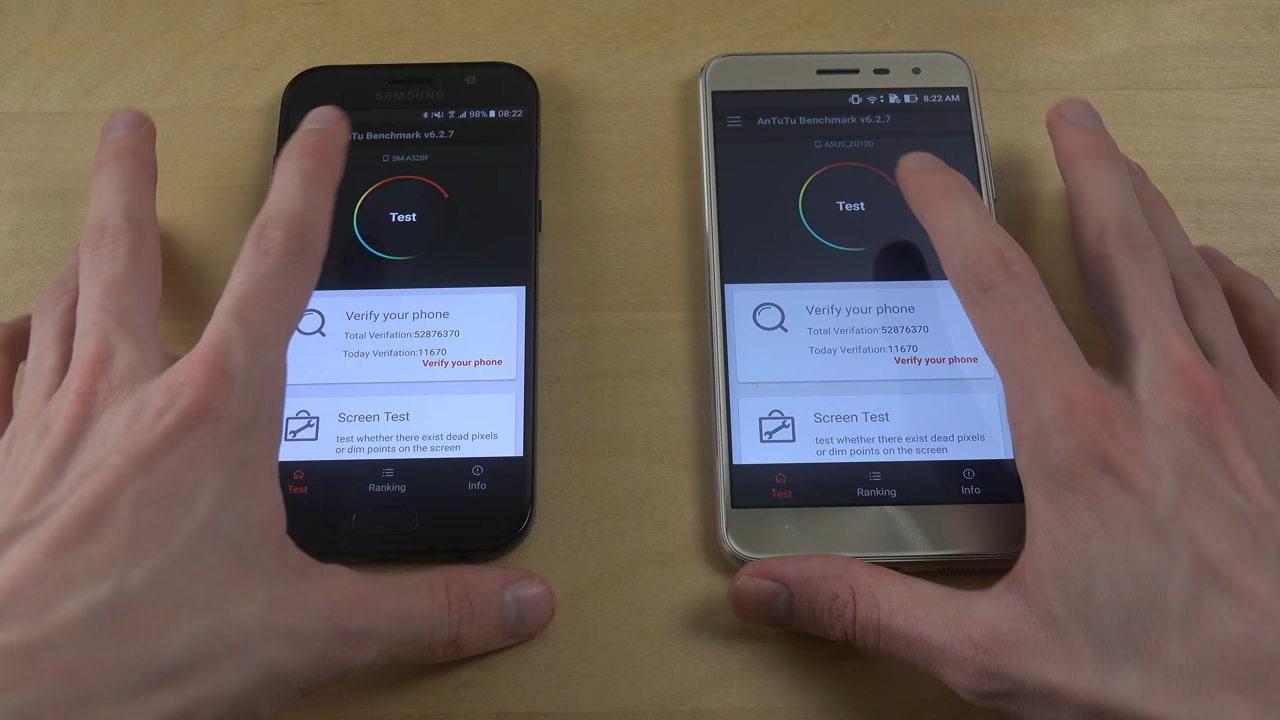 SAMSUNG
98% 08:22
TuTu Benchmark v6.2.7
SM-A520F
Test
Verify your phone
Total Verifation:52876370
Today Verifation:11670
Verify your phone
Screen Test
test whether there exist dead pixels
or dim points on the screen
Test
Ranking
Info
8:22 AM
AnTuTu Benchmark v6.2.7
ASUS_Z012D
Test
Verify your phone
Total Verifation:52876370
Today Verifation:11670
Verify your phone
Screen Test
test whether there exist dead pixels
or dim points on the screen
Test
Ranking
Info